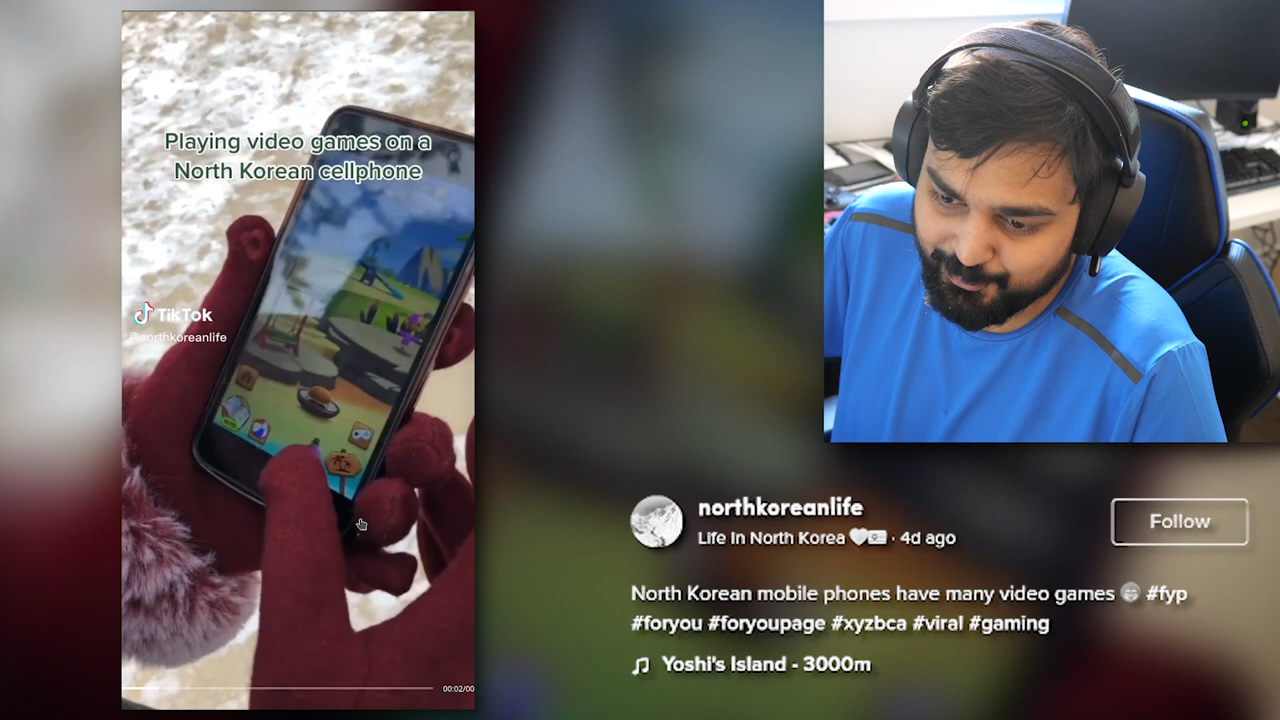 Playing video games on a
North Korean cellphone
TikTok
@northkoreanlife
00:02/00
northkoreanlife
Life In North Korea 🤍🪪 · 4d ago
Follow
North Korean mobile phones have many video games 😁 #fyp
#foryou #foryoupage #xyzbca #viral #gaming
Yoshi's Island - 3000m